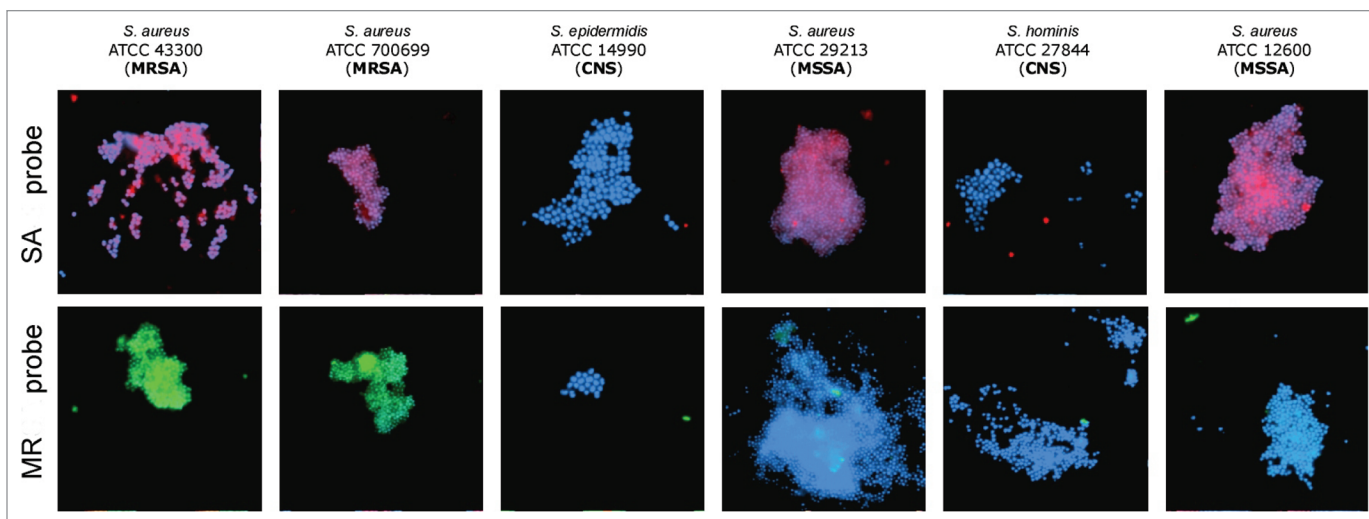 S. aureus
ATCC 43300
(MRSA)
S. aureus
ATCC 700699
(MRSA)
S. epidermidis
ATCC 14990
(CNS)
S. aureus
ATCC 29213
(MSSA)
S. hominis
ATCC 27844
(CNS)
S. aureus
ATCC 12600
(MSSA)
SA probe
MR probe